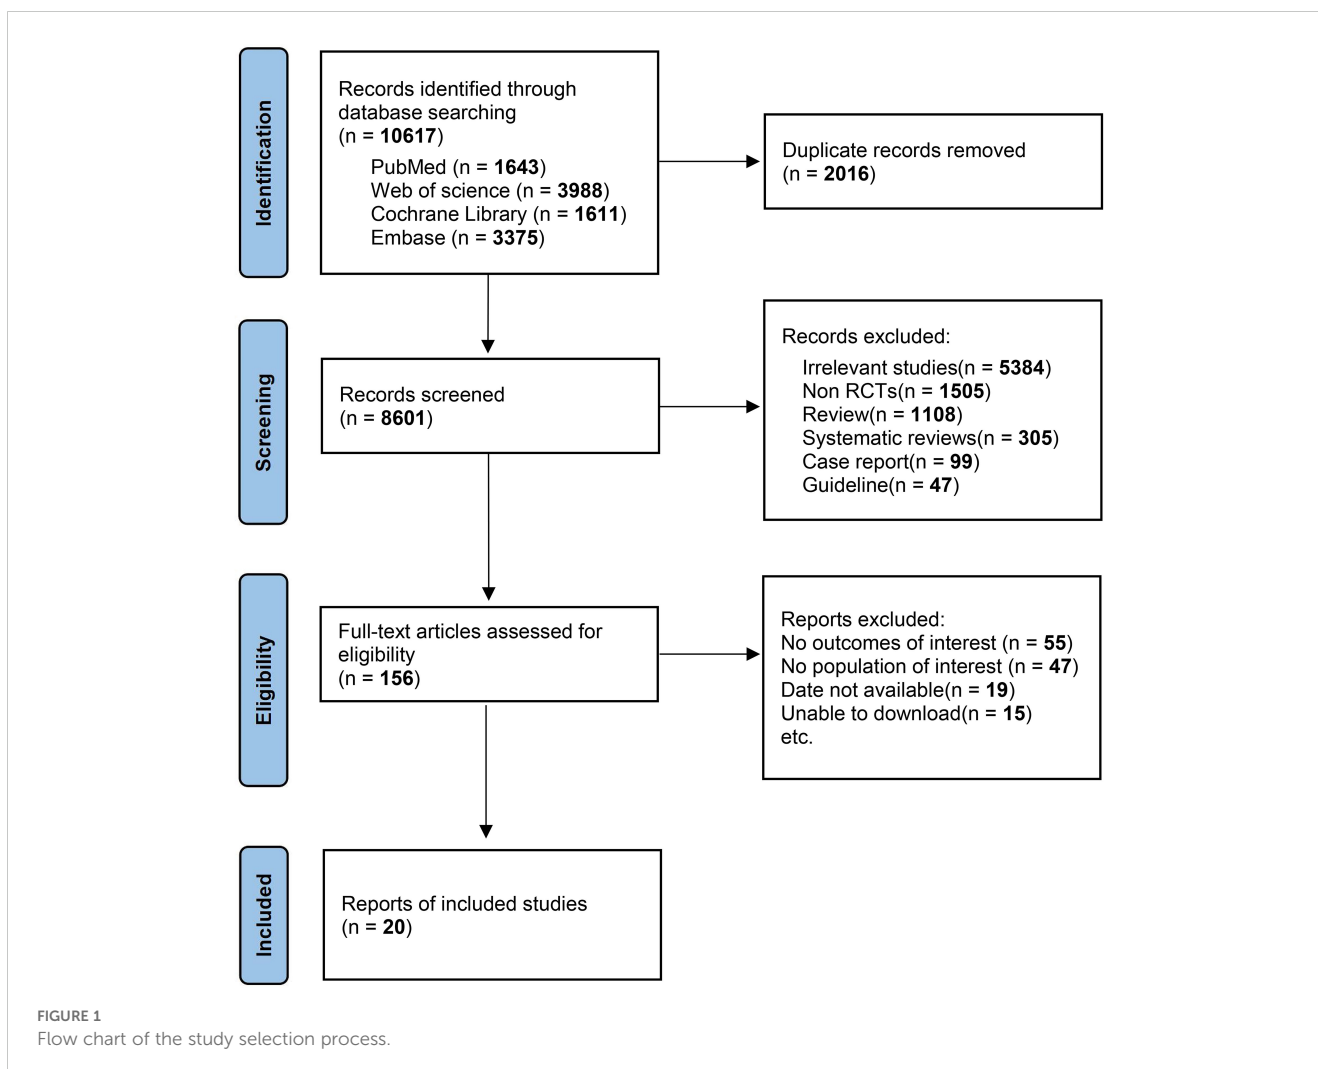 Identification
Records identified through
database searching
(n = 10617)
PubMed (n = 1643)
Web of science (n = 3988)
Cochrane Library (n = 1611)
Embase (n = 3375)
Duplicate records removed
(n = 2016)
Screening
Records screened
(n = 8601)
Records excluded:
Irrelevant studies(n = 5384)
Non RCTs(n = 1505)
Review(n = 1108)
Systematic reviews(n = 305)
Case report(n = 99)
Guideline(n = 47)
Eligibility
Full-text articles assessed for
eligibility
(n = 156)
Reports excluded:
No outcomes of interest (n = 55)
No population of interest (n = 47)
Date not available(n = 19)
Unable to download(n = 15)
etc.
Included
Reports of included studies
(n = 20)
FIGURE 1
Flow chart of the study selection process.